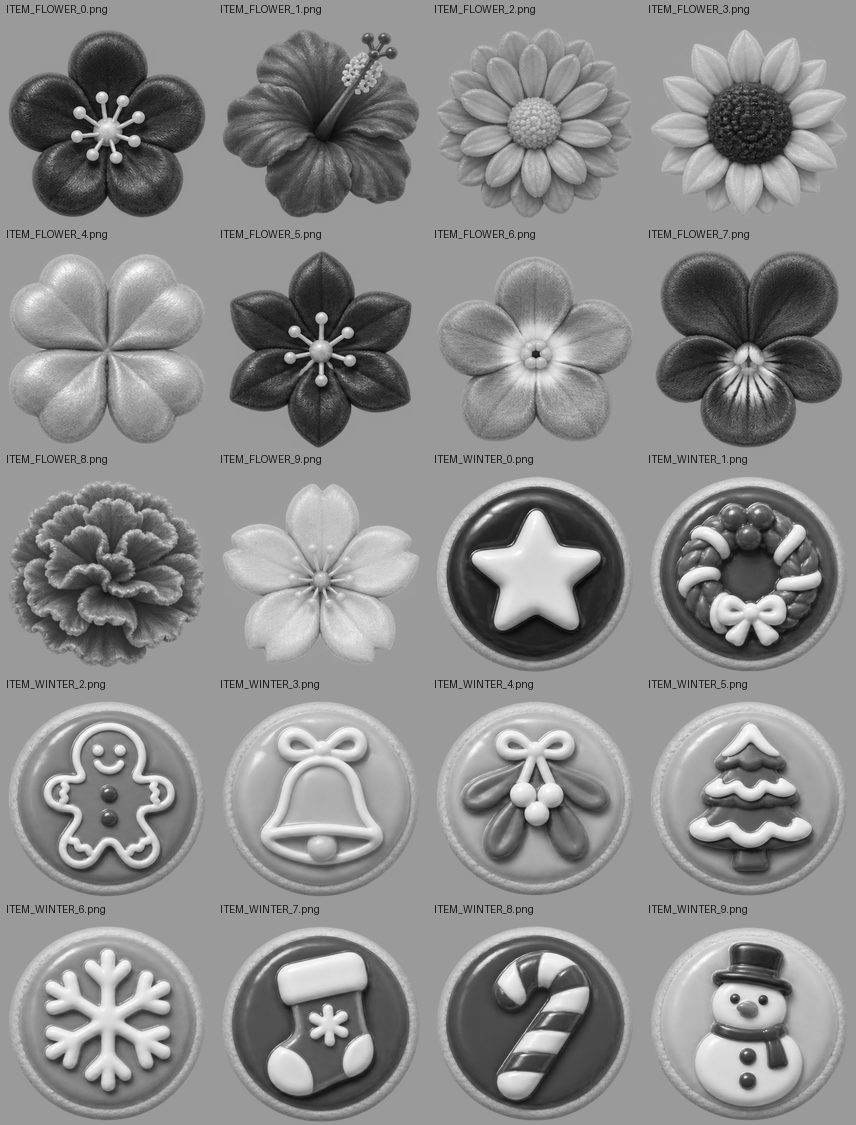 ITEM_FLOWER_0.png
ITEM_FLOWER_1.png
ITEM_FLOWER_2.png
ITEM_FLOWER_3.png
ITEM_FLOWER_4.png
ITEM_FLOWER_5.png
ITEM_FLOWER_6.png
ITEM_FLOWER_7.png
ITEM_FLOWER_8.png
ITEM_FLOWER_9.png
ITEM_WINTER_0.png
ITEM_WINTER_1.png
ITEM_WINTER_2.png
ITEM_WINTER_3.png
ITEM_WINTER_4.png
ITEM_WINTER_5.png
ITEM_WINTER_6.png
ITEM_WINTER_7.png
ITEM_WINTER_8.png
ITEM_WINTER_9.png